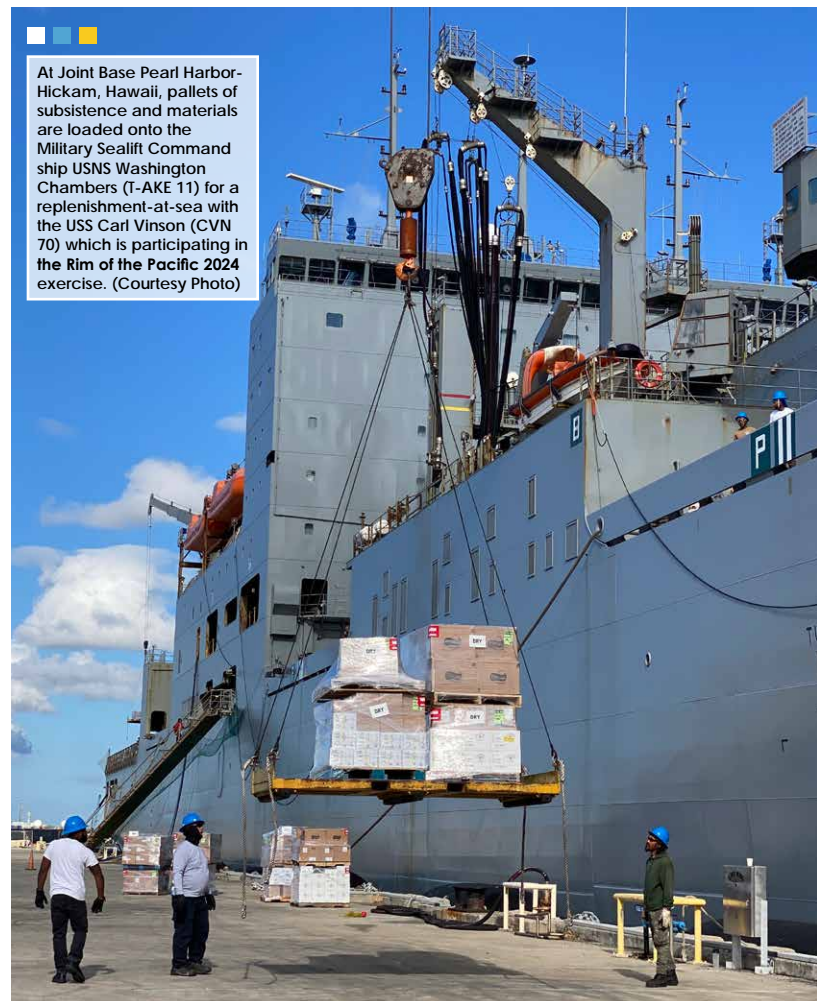 At Joint Base Pearl Harbor-
Hickam, Hawaii, pallets of
subsistence and materials
are loaded onto the
Military Sealift Command
ship USNS Washington
Chambers (T-AKE 11) for a
replenishment-at-sea with
the USS Carl Vinson (CVN
70) which is participating in
the Rim of the Pacific 2024
exercise. (Courtesy Photo)
B
P
DRY
DRY
DRY
DRY